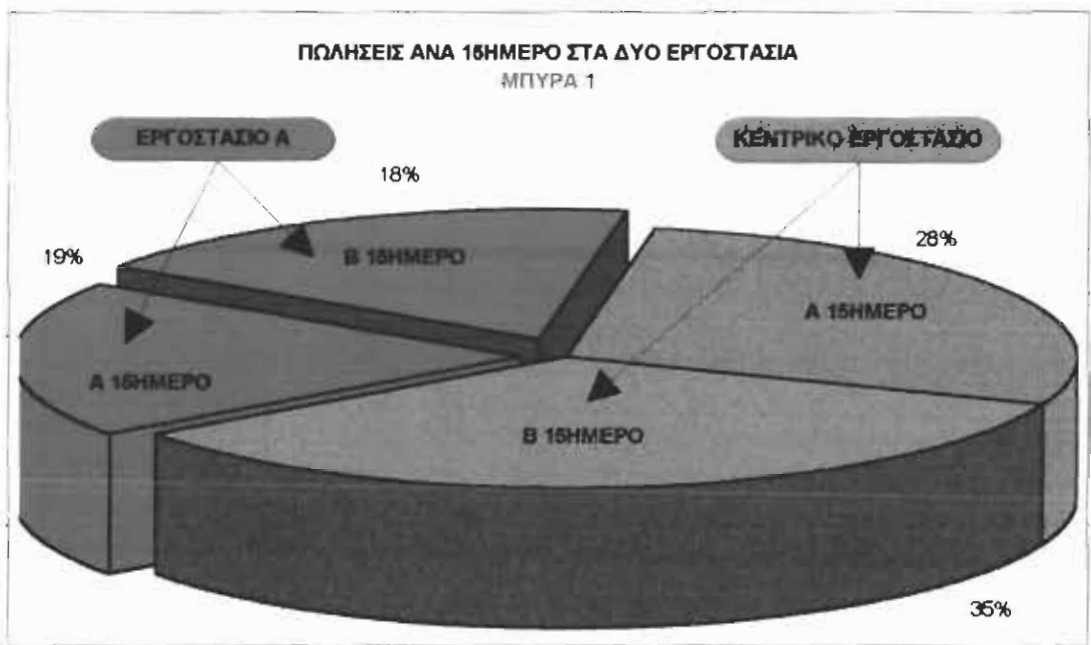 ΠΩΛΗΣΕΙΣ ΑΝΑ 15ΗΜΕΡΟ ΣΤΑ ΔΥΟ ΕΡΓΟΣΤΑΣΙΑ
ΜΠΥΡΑ 1
ΕΡΓΟΣΤΑΣΙΟ Α
ΚΕΝΤΡΙΚΟ ΕΡΓΟΣΤΑΣΙΟ
18%
19%
28%
Β 15ΗΜΕΡΟ
Α 15ΗΜΕΡΟ
Α 15ΗΜΕΡΟ
Β 15ΗΜΕΡΟ
35%